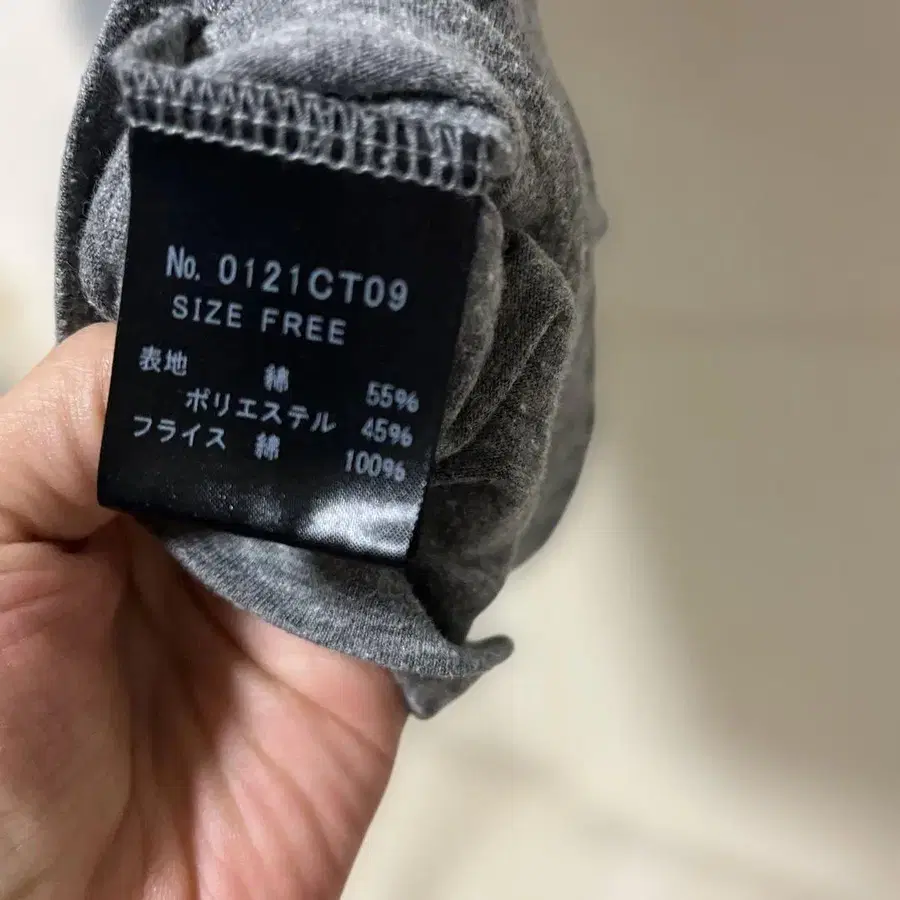 No. 0121CT09
SIZE FREE
表地 綿 55%
ポリエステル 45%
フライス 綿 100%